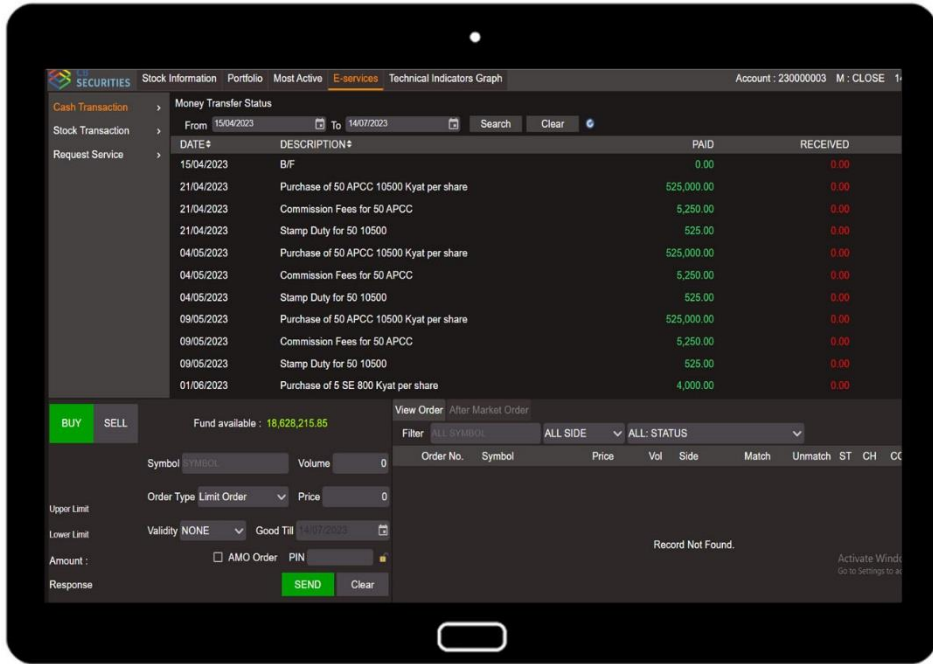 CB
SECURITIES
Stock Information Portfolio Most Active E-services Technical Indicators Graph Account : 230000003 M : CLOSE
Cash Transaction
Stock Transaction
Request Service
Money Transfer Status
From 15/04/2023 To 14/07/2023 Search Clear
DATE DESCRIPTION PAID RECEIVED
15/04/2023 B/F 0.00 0.00
21/04/2023 Purchase of 50 APCC 10500 Kyat per share 525,000.00 0.00
21/04/2023 Commission Fees for 50 APCC 5,250.00 0.00
21/04/2023 Stamp Duty for 50 10500 525.00 0.00
04/05/2023 Purchase of 50 APCC 10500 Kyat per share 525,000.00 0.00
04/05/2023 Commission Fees for 50 APCC 5,250.00 0.00
04/05/2023 Stamp Duty for 50 10500 525.00 0.00
09/05/2023 Purchase of 50 APCC 10500 Kyat per share 525,000.00 0.00
09/05/2023 Commission Fees for 50 APCC 5,250.00 0.00
09/05/2023 Stamp Duty for 50 10500 525.00 0.00
01/06/2023 Purchase of 5 SE 800 Kyat per share 4,000.00 0.00
BUY SELL Fund available : 18,628,215.85
Symbol SYMBOL Volume 0
Order Type Limit Order Price 0
Upper Limit
Validity NONE Good Till 14/07/2023
Lower Limit
AMO Order PIN
Amount :
Response SEND Clear
View Order After Market Order
Filter ALL SYMBOL ALL SIDE ALL: STATUS
Order No. Symbol Price Vol Side Match Unmatch ST CH
Record Not Found.
Activate
Go to Settings to